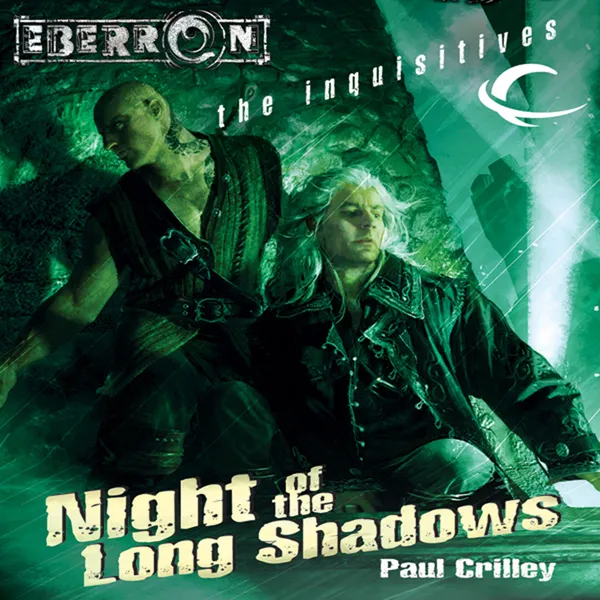 EBERRON
the inquisitives
Night of the
Long Shadows
Paul Crilley